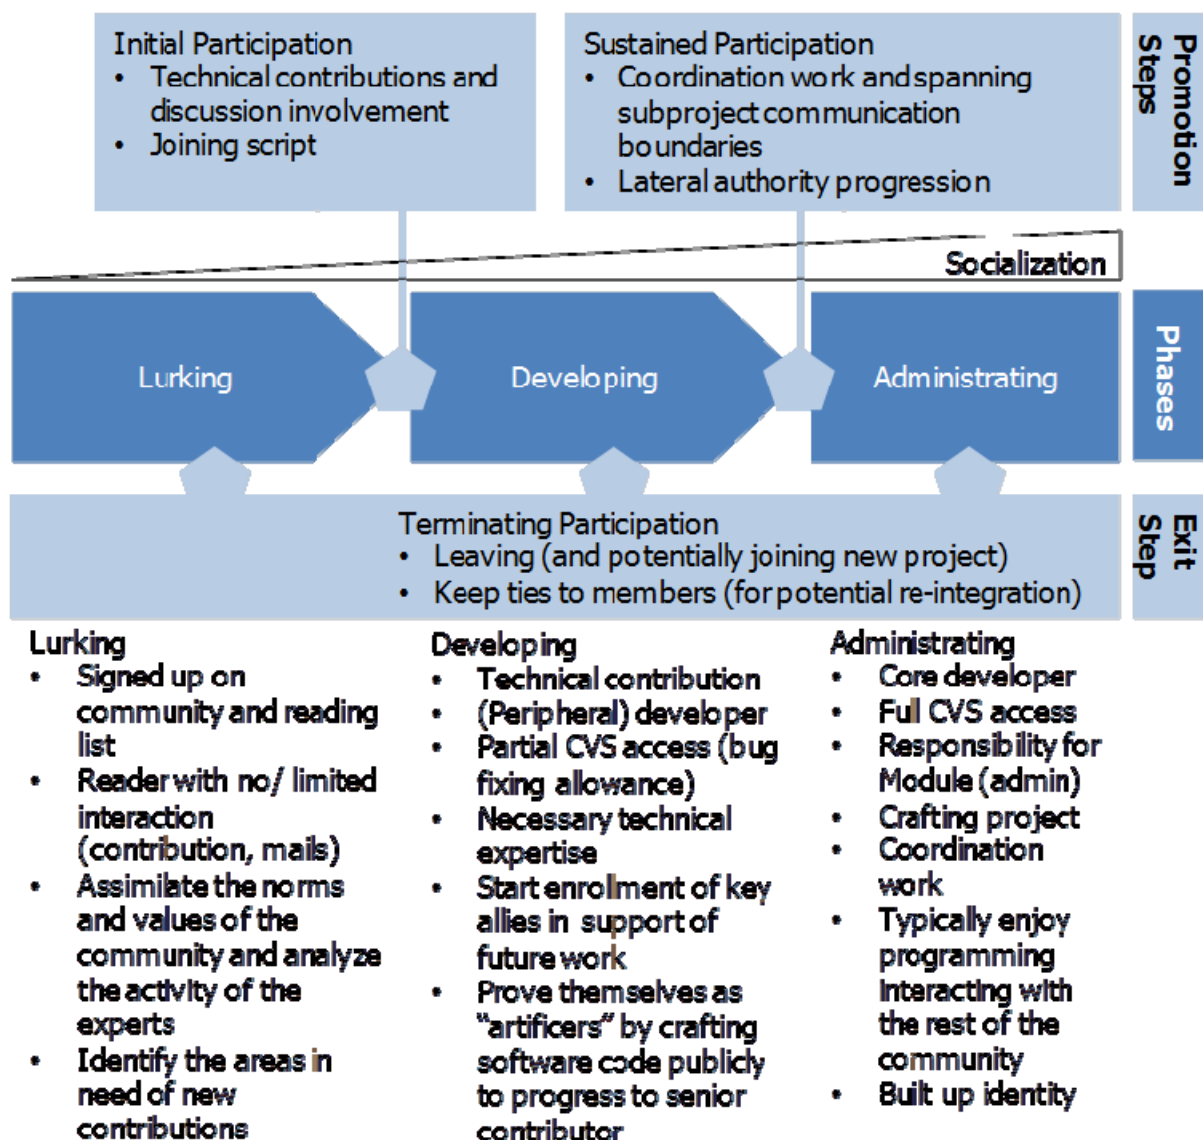 Initial Participation
• Technical contributions and
discussion involvement
• Joining script
Sustained Participation
• Coordination work and spanning
subproject communication
boundaries
• Lateral authority progression
Promotion
Steps
Socialization
Lurking
Developing
Administrating
Phases
Terminating Participation
• Leaving (and potentially joining new project)
• Keep ties to members (for potential re-integration)
Exit
Step
Lurking
• Signed up on
community and reading
list
• Reader with no/ limited
interaction
(contribution, mails)
• Assimilate the norms
and values of the
community and analyze
the activity of the
experts
• Identify the areas in
need of new
contributions
Developing
• Technical contribution
• (Peripheral) developer
• Partial CVS access (bug
fixing allowance)
• Necessary technical
expertise
• Start enrollment of key
allies in support of
future work
• Prove themselves as
"artificers" by crafting
software code publicly
to progress to senior
contributor
Administrating
• Core developer
• Full CVS access
• Responsibility for
Module (admin)
• Crafting project
• Coordination
work
• Typically enjoy
programming
interacting with
the rest of the
community
• Built up identity